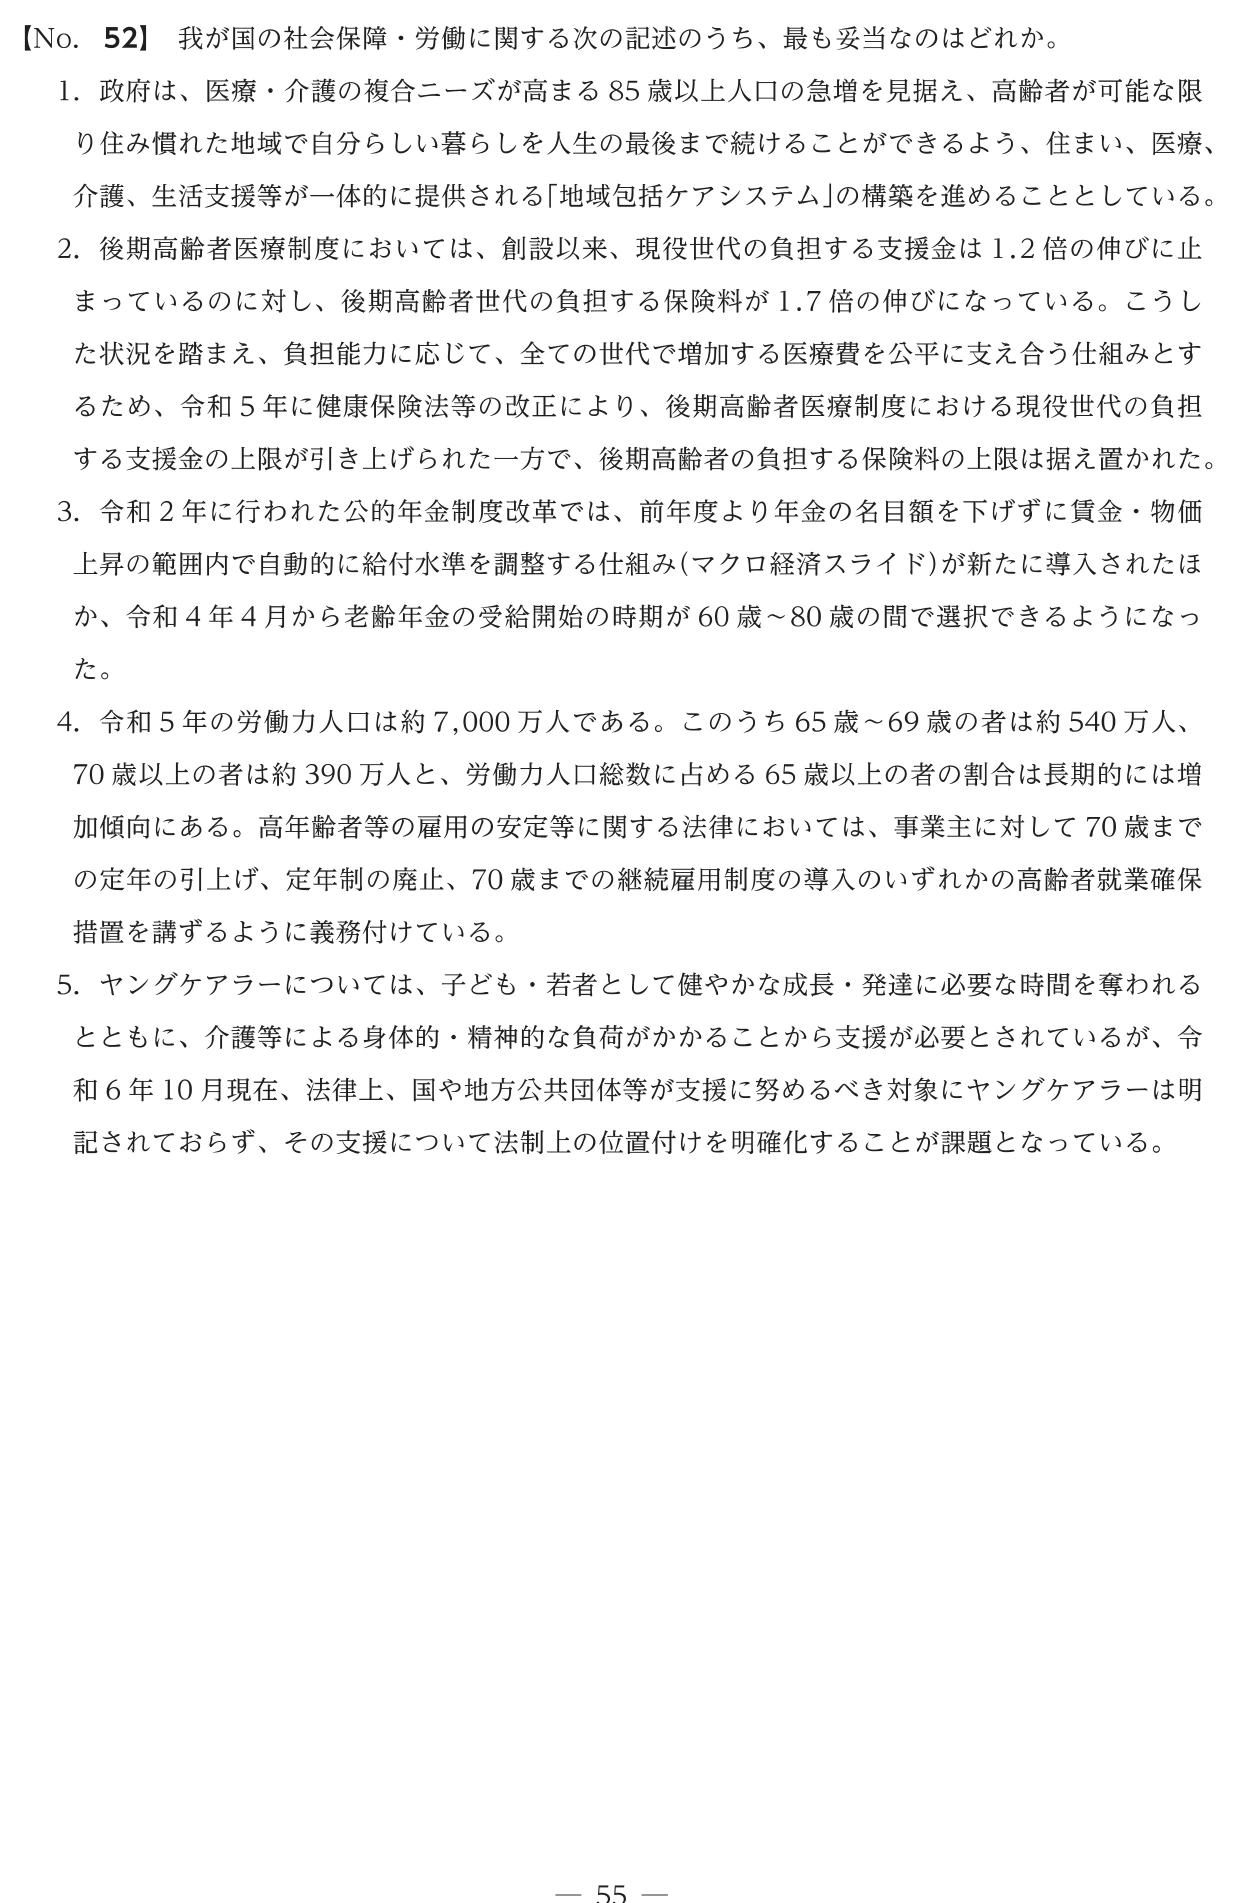 【No. 52】 我が国の社会保障・労働に関する次の記述のうち、最も妥当なのはどれか。
1. 政府は、医療・介護の複合ニーズが高まる 85 歳以上人口の急増を見据え、高齢者が可能な限
り住み慣れた地域で自分らしい暮らしを人生の最後まで続けることができるよう、住まい、医療、
介護、生活支援等が一体的に提供される「地域包括ケアシステム」の構築を進めることとしている。
2. 後期高齢者医療制度においては、創設以来、現役世代の負担する支援金は 1.2 倍の伸びに止
まっているのに対し、後期高齢者世代の負担する保険料が 1.7 倍の伸びになっている。こうし
た状況を踏まえ、負担能力に応じて、全ての世代で増加する医療費を公平に支え合う仕組みとす
るため、令和 5 年に健康保険法等の改正により、後期高齢者医療制度における現役世代の負担
する支援金の上限が引き上げられた一方で、後期高齢者の負担する保険料の上限は据え置かれた。
3. 令和 2 年に行われた公的年金制度改革では、前年度より年金の名目額を下げずに賃金・物価
上昇の範囲内で自動的に給付水準を調整する仕組み(マクロ経済スライド)が新たに導入されたほ
か、令和 4 年 4 月から老齢年金の受給開始の時期が 60 歳~80 歳の間で選択できるようになっ
た。
4. 令和 5 年の労働力人口は約 7,000 万人である。このうち 65 歳~69 歳の者は約 540 万人、
70 歳以上の者は約 390 万人と、労働力人口総数に占める 65 歳以上の者の割合は長期的には増
加傾向にある。高年齢者等の雇用の安定等に関する法律においては、事業主に対して 70 歳まで
の定年の引上げ、定年制の廃止、70 歳までの継続雇用制度の導入のいずれかの高齢者就業確保
措置を講ずるように義務付けている。
5. ヤングケアラーについては、子ども・若者として健やかな成長・発達に必要な時間を奪われる
とともに、介護等による身体的・精神的な負荷がかかることから支援が必要とされているが、令
和 6 年 10 月現在、法律上、国や地方公共団体等が支援に努めるべき対象にヤングケアラーは明
記されておらず、その支援について法制上の位置付けを明確化することが課題となっている。
— 55 —